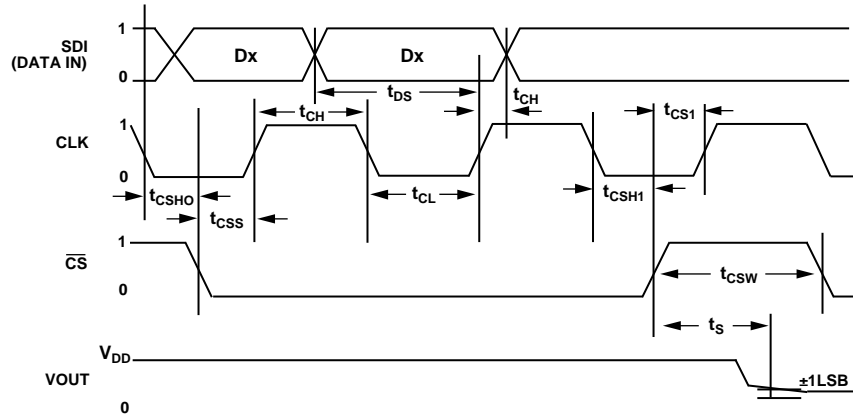 SDI
(DATA IN)
1
0
Dx
Dx
tDS
tCH
tCH
tCS1
CLK
1
0
tCSHO
tCSS
tCL
tCSH1
CS
1
0
tCSW
tS
VDD
VOUT
0
±1LSB